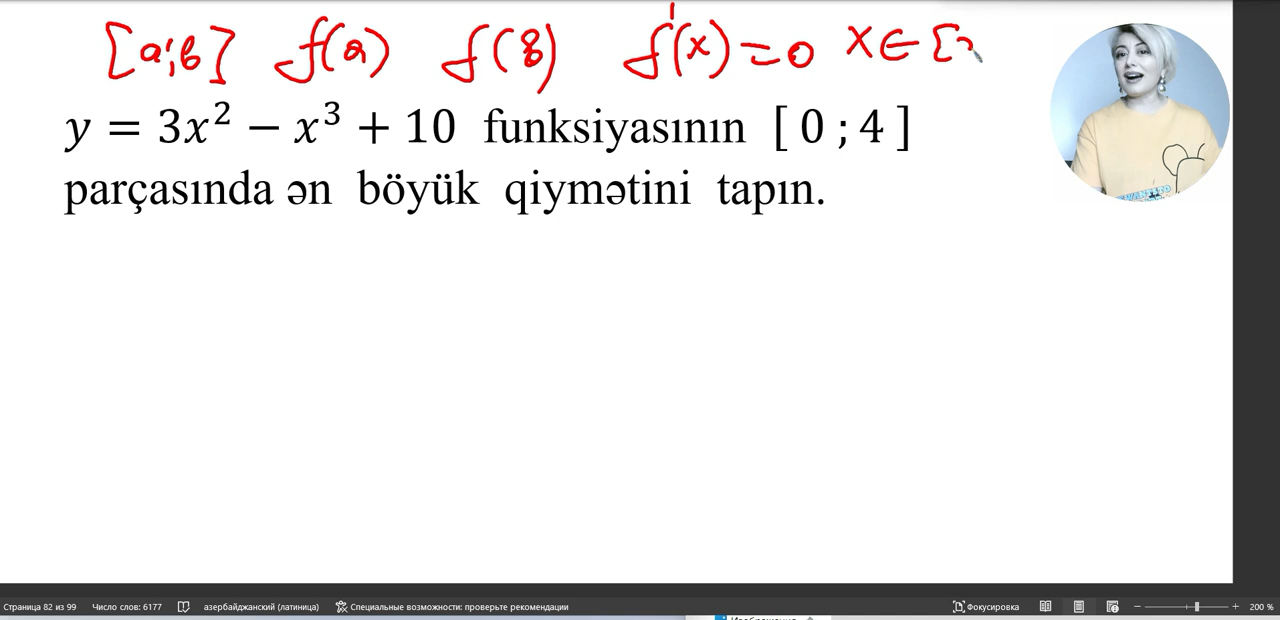 [a;b] f(a) f(b) f'(x)=0 x∈[
y = 3x² − x³ + 10 funksiyasının [ 0 ; 4 ]
parçasında ən böyük qiymətini tapın.
Страница 82 из 99 Число слов: 6177 азербайджанский (латиница) Специальные возможности: проверьте рекомендации Фокусировка − + 200 %